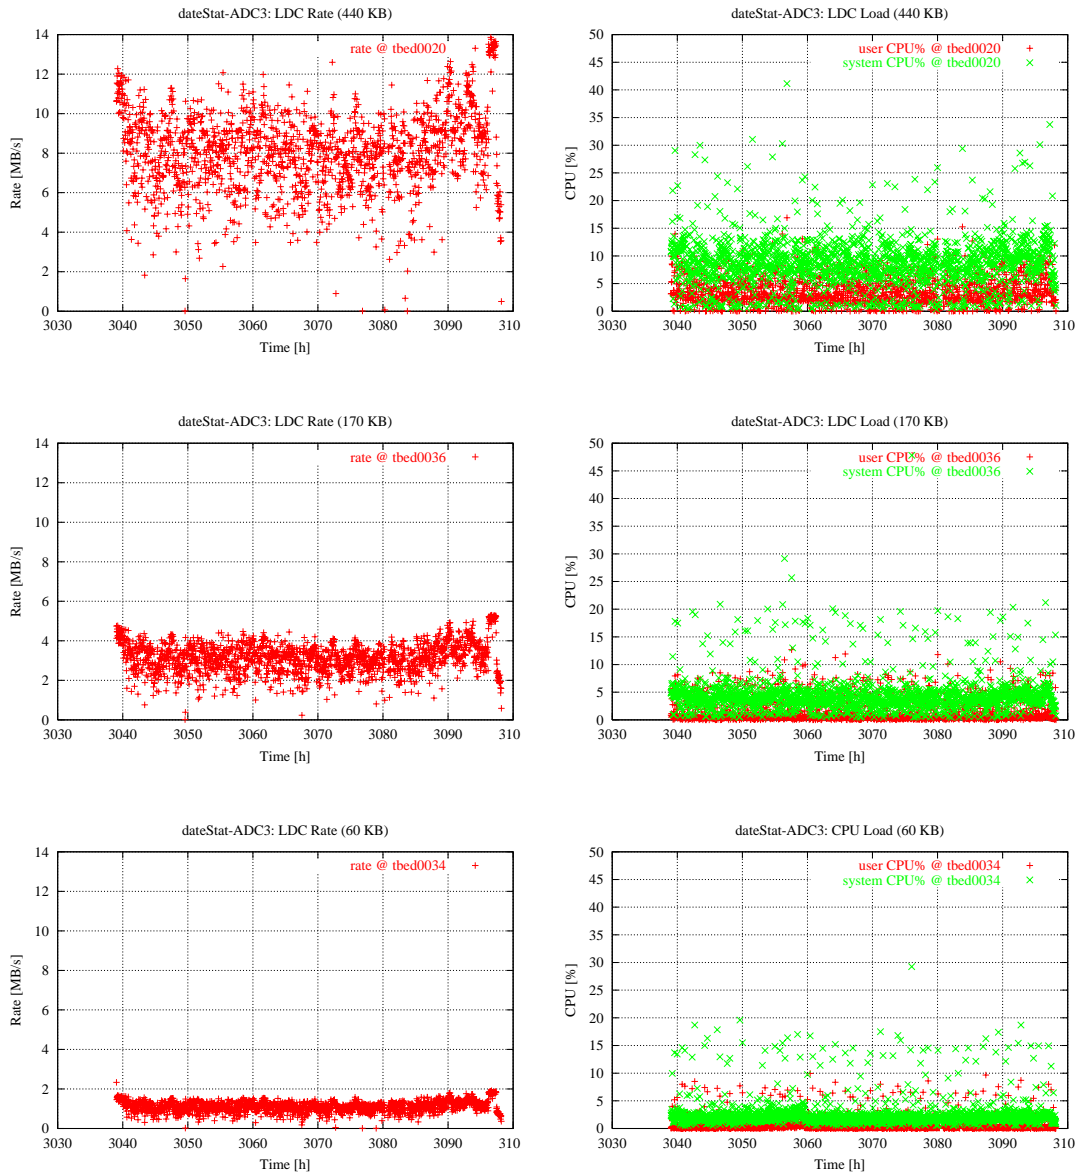 dateStat-ADC3: LDC Rate (440 KB)
14
12
10
8
6
4
2
0
3030 3040 3050 3060 3070 3080 3090 310
Rate [MB/s]
Time [h]
rate @ tbed0020
dateStat-ADC3: LDC Load (440 KB)
50
45
40
35
30
25
20
15
10
5
0
3030 3040 3050 3060 3070 3080 3090 310
CPU [%]
Time [h]
user CPU% @ tbed0020
system CPU% @ tbed0020
dateStat-ADC3: LDC Rate (170 KB)
14
12
10
8
6
4
2
0
3030 3040 3050 3060 3070 3080 3090 310
Rate [MB/s]
Time [h]
rate @ tbed0036
dateStat-ADC3: LDC Load (170 KB)
50
45
40
35
30
25
20
15
10
5
0
3030 3040 3050 3060 3070 3080 3090 310
CPU [%]
Time [h]
user CPU% @ tbed0036
system CPU% @ tbed0036
dateStat-ADC3: LDC Rate (60 KB)
14
12
10
8
6
4
2
0
3030 3040 3050 3060 3070 3080 3090 310
Rate [MB/s]
Time [h]
rate @ tbed0034
dateStat-ADC3: CPU Load (60 KB)
50
45
40
35
30
25
20
15
10
5
0
3030 3040 3050 3060 3070 3080 3090 310
CPU [%]
Time [h]
user CPU% @ tbed0034
system CPU% @ tbed0034